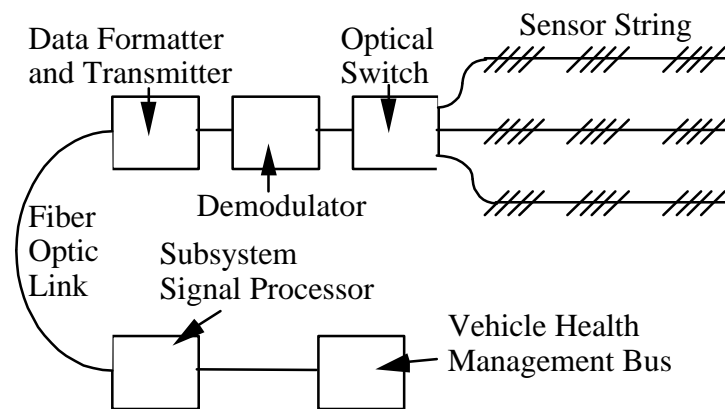 Data Formatter
and Transmitter
Optical
Switch
Sensor String
Demodulator
Fiber
Optic
Link
Subsystem
Signal Processor
Vehicle Health
Management Bus